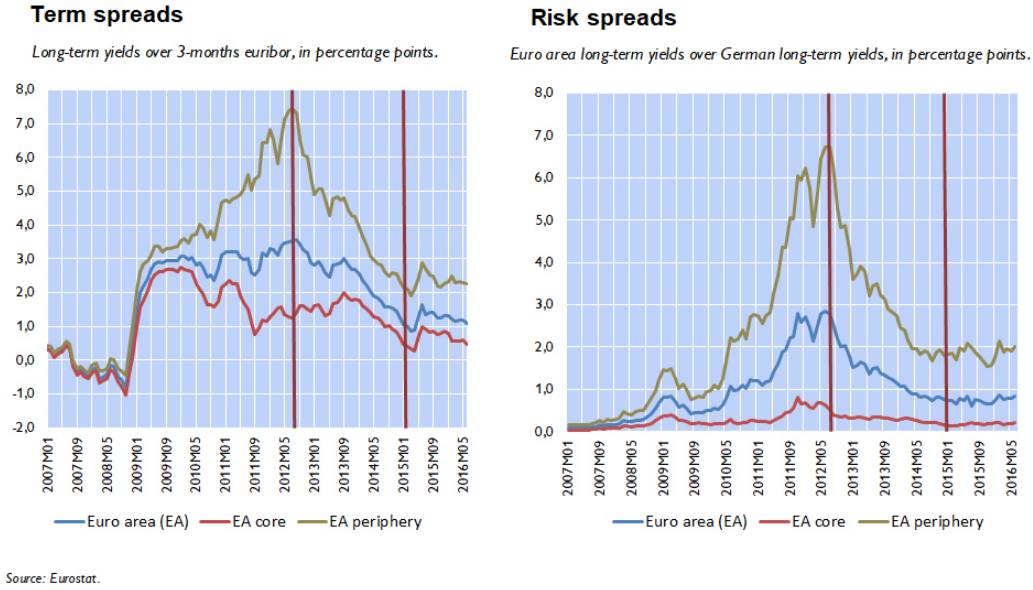 Term spreads
Long-term yields over 3-months euribor, in percentage points.
8,0
7,0
6,0
5,0
4,0
3,0
2,0
1,0
0,0
-1,0
-2,0
2007M01
2007M09
2008M05
2009M01
2009M09
2010M05
2011M01
2011M09
2012M05
2013M01
2013M09
2014M05
2015M01
2015M09
2016M05
Euro area (EA)
EA core
EA periphery
Risk spreads
Euro area long-term yields over German long-term yields, in percentage points.
8,0
7,0
6,0
5,0
4,0
3,0
2,0
1,0
0,0
2007M01
2007M09
2008M05
2009M01
2009M09
2010M05
2011M01
2011M09
2012M05
2013M01
2013M09
2014M05
2015M01
2015M09
2016M05
Euro area (EA)
EA core
EA periphery
Source: Eurostat.